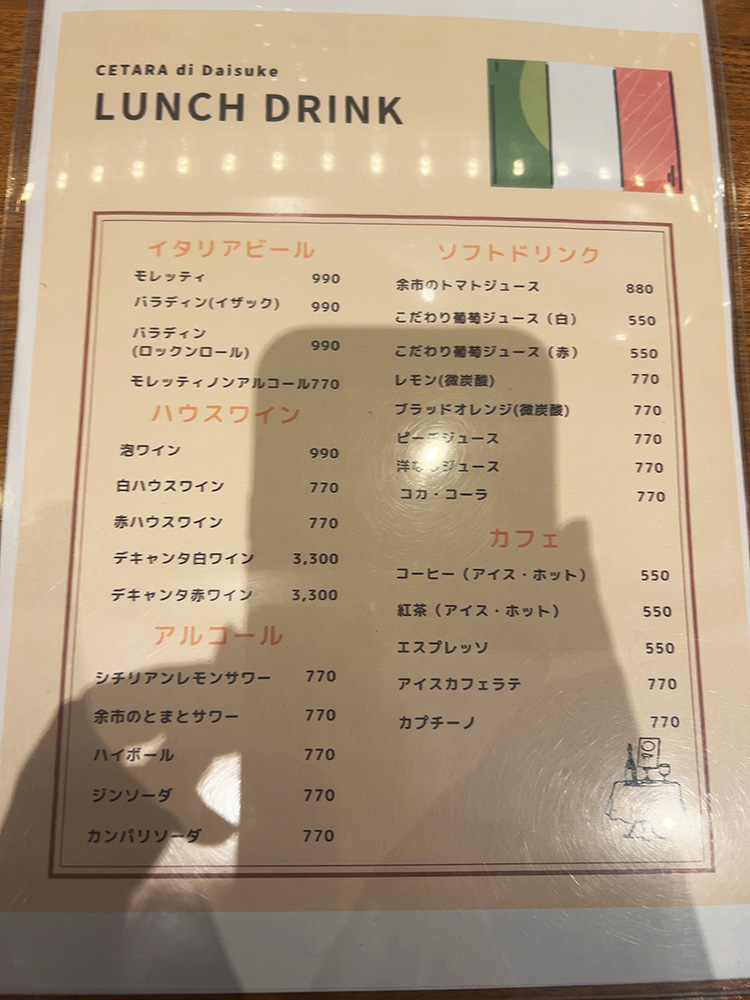 CETARA di Daisuke
LUNCH DRINK
イタリアビール
モレッティ 990
バラディン(イザック) 990
バラディン
(ロックンロール) 990
モレッティノンアルコール770
ハウスワイン
泡ワイン 990
白ハウスワイン 770
赤ハウスワイン 770
デキャンタ白ワイン 3,300
デキャンタ赤ワイン 3,300
アルコール
シチリアンレモンサワー 770
余市のとまとサワー 770
ハイボール 770
ジンソーダ 770
カンパリソーダ 770
ソフトドリンク
余市のトマトジュース 880
こだわり葡萄ジュース（白） 550
こだわり葡萄ジュース（赤） 550
レモン(微炭酸) 770
ブラッドオレンジ(微炭酸) 770
ピーチジュース 770
洋なしジュース 770
コカ・コーラ 770
カフェ
コーヒー（アイス・ホット） 550
紅茶（アイス・ホット） 550
エスプレッソ 550
アイスカフェラテ 770
カプチーノ 770